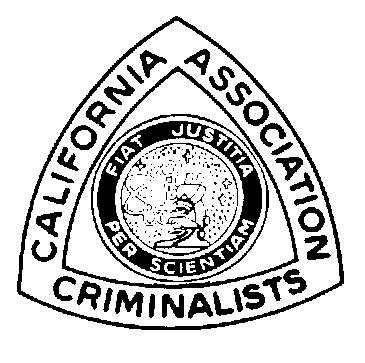 CALIFORNIA ASSOCIATION
CRIMINALISTS
FIAT JUSTITIA
PER SCIENTIAM